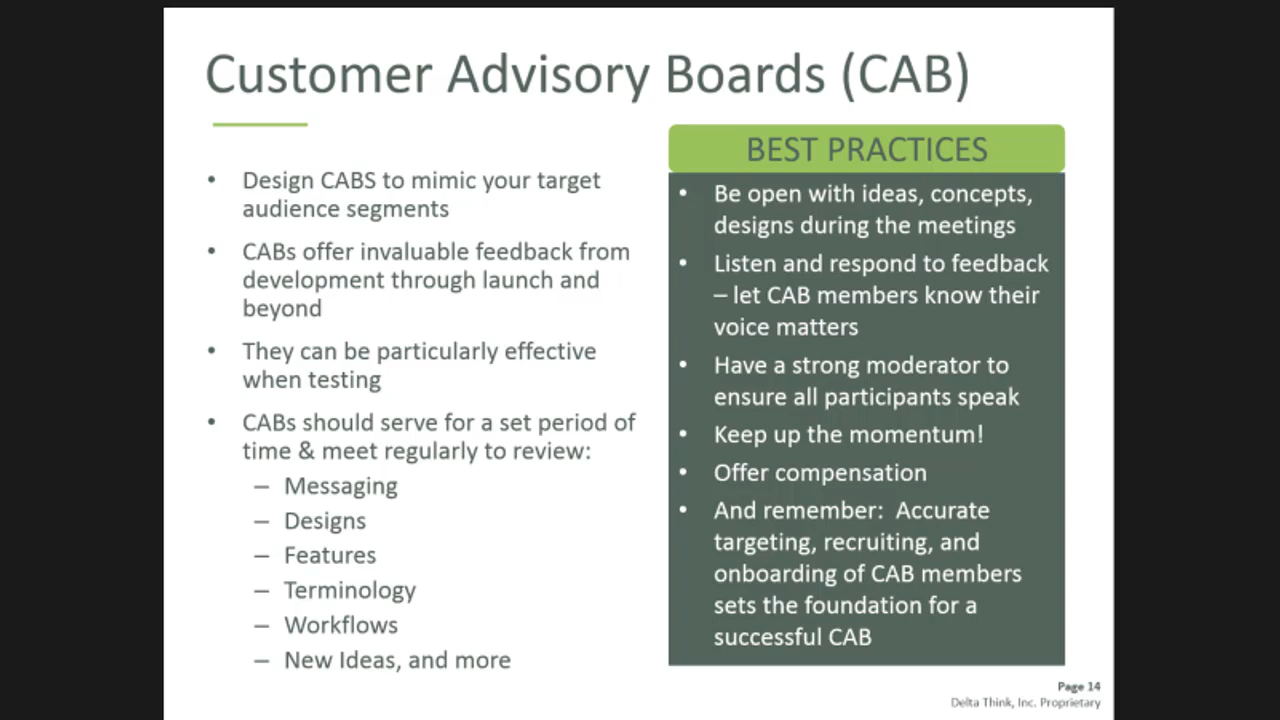 Customer Advisory Boards (CAB)
• Design CABS to mimic your target
audience segments
• CABs offer invaluable feedback from
development through launch and
beyond
• They can be particularly effective
when testing
• CABs should serve for a set period of
time & meet regularly to review:
– Messaging
– Designs
– Features
– Terminology
– Workflows
– New Ideas, and more
BEST PRACTICES
• Be open with ideas, concepts,
designs during the meetings
• Listen and respond to feedback
– let CAB members know their
voice matters
• Have a strong moderator to
ensure all participants speak
• Keep up the momentum!
• Offer compensation
• And remember:  Accurate
targeting, recruiting, and
onboarding of CAB members
sets the foundation for a
successful CAB
Page 14
Delta Think, Inc. Proprietary